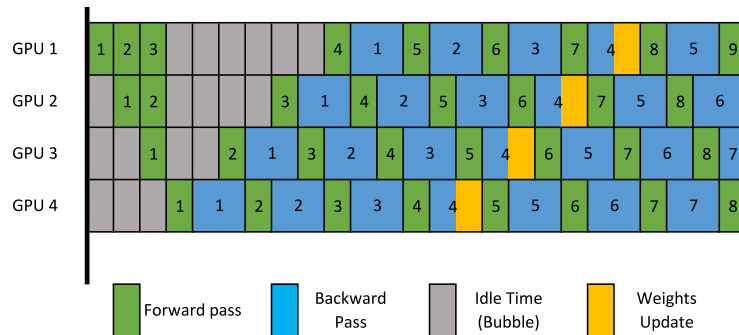 GPU 1 1 2 3 4 1 5 2 6 3 7 4 8 5 9
GPU 2 1 2 3 1 4 2 5 3 6 4 7 5 8 6
GPU 3 1 2 1 3 2 4 3 5 4 6 5 7 6 8 7
GPU 4 1 1 2 2 3 3 4 4 5 5 6 6 7 7 8
Forward pass
Backward
Pass
Idle Time
(Bubble)
Weights
Update